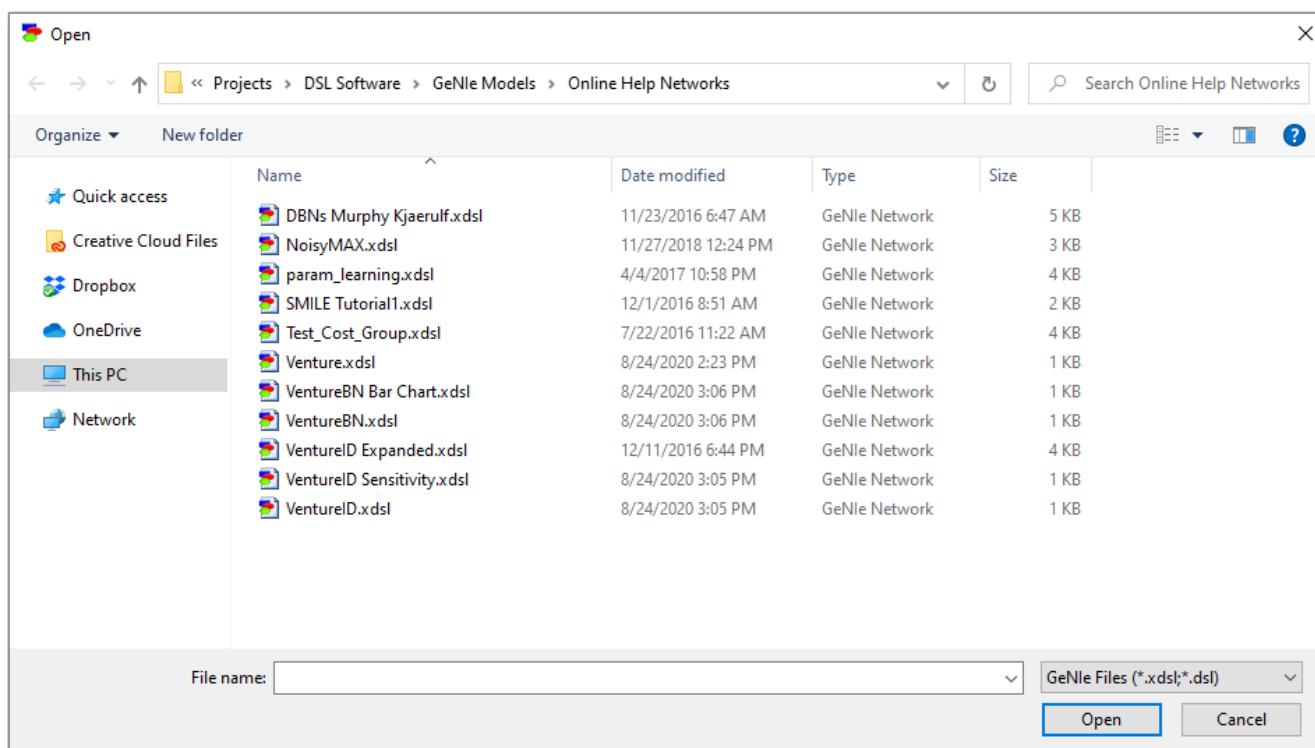 Open
« Projects › DSL Software › GeNIe Models › Online Help Networks Search Online Help Networks
Organize New folder
Name Date modified Type Size
Quick access
Creative Cloud Files
Dropbox
OneDrive
This PC
Network
DBNs Murphy Kjaerulf.xdsl 11/23/2016 6:47 AM GeNIe Network 5 KB
NoisyMAX.xdsl 11/27/2018 12:24 PM GeNIe Network 3 KB
param_learning.xdsl 4/4/2017 10:58 PM GeNIe Network 4 KB
SMILE Tutorial1.xdsl 12/1/2016 8:51 AM GeNIe Network 2 KB
Test_Cost_Group.xdsl 7/22/2016 11:22 AM GeNIe Network 4 KB
Venture.xdsl 8/24/2020 2:23 PM GeNIe Network 1 KB
VentureBN Bar Chart.xdsl 8/24/2020 3:06 PM GeNIe Network 1 KB
VentureBN.xdsl 8/24/2020 3:06 PM GeNIe Network 1 KB
VentureID Expanded.xdsl 12/11/2016 6:44 PM GeNIe Network 4 KB
VentureID Sensitivity.xdsl 8/24/2020 3:05 PM GeNIe Network 1 KB
VentureID.xdsl 8/24/2020 3:05 PM GeNIe Network 1 KB
File name: GeNIe Files (*.xdsl;*.dsl)
Open Cancel